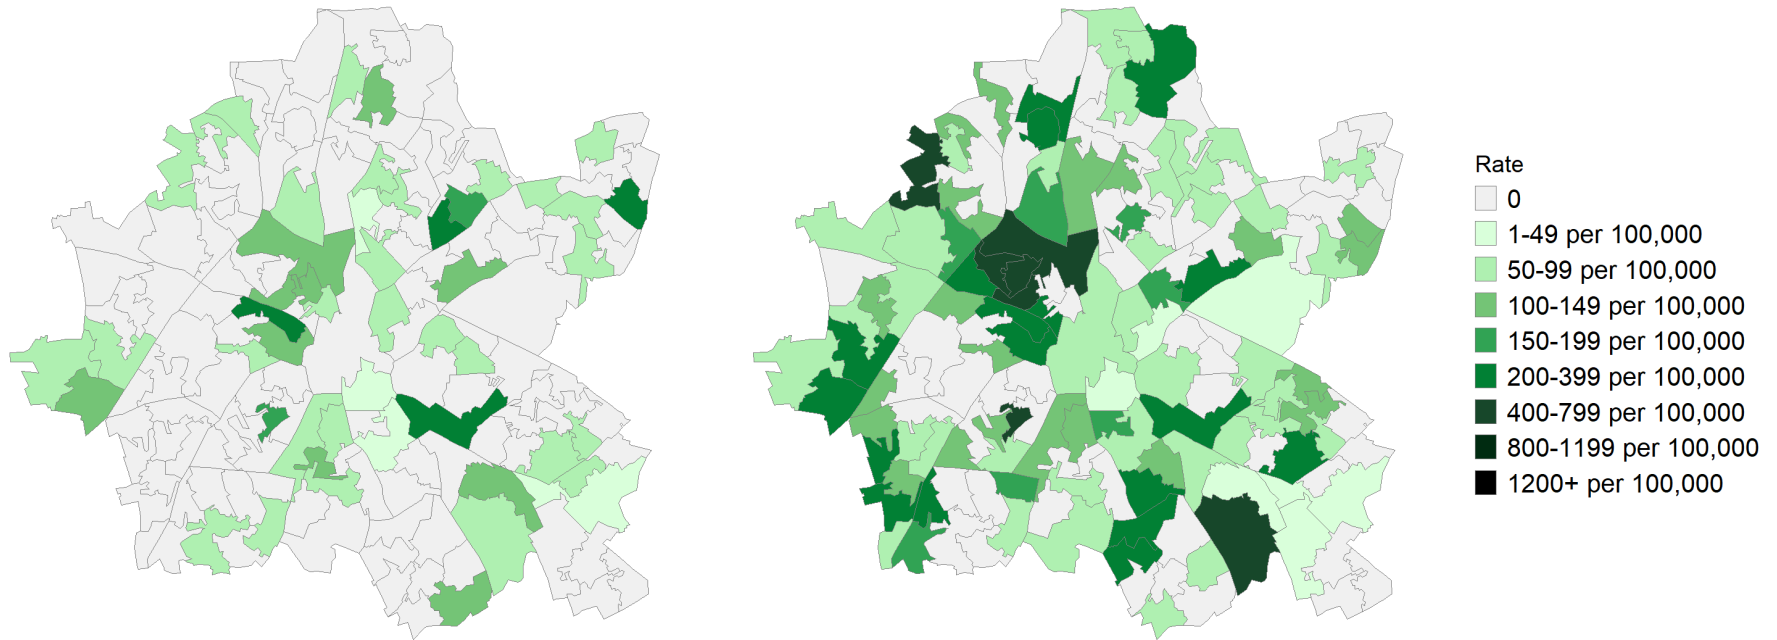 Rate
0
1-49 per 100,000
50-99 per 100,000
100-149 per 100,000
150-199 per 100,000
200-399 per 100,000
400-799 per 100,000
800-1199 per 100,000
1200+ per 100,000